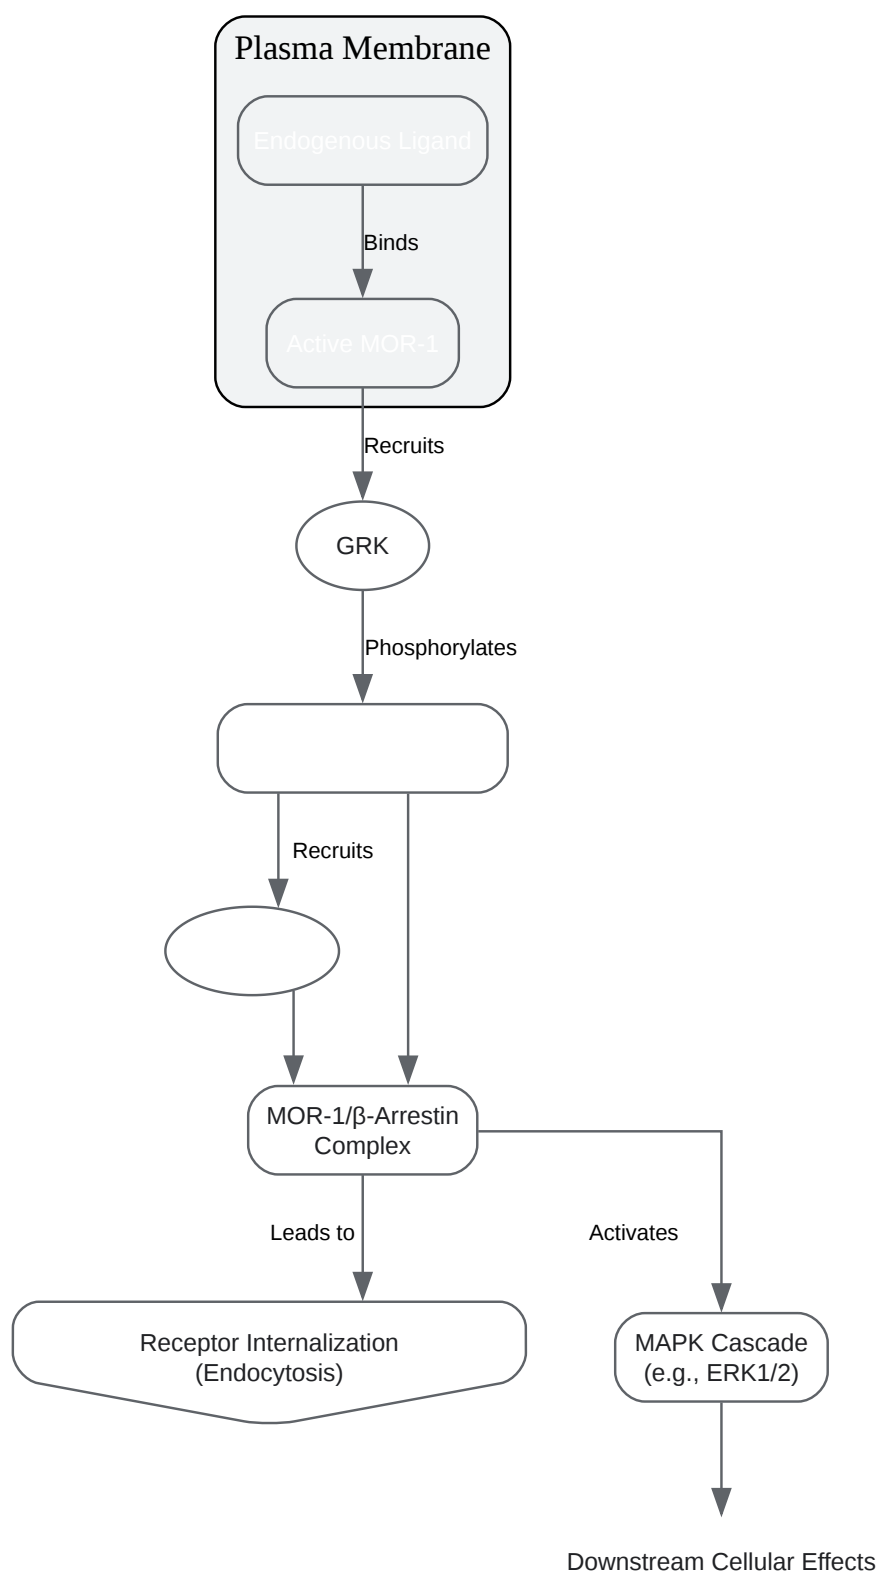 Plasma Membrane
Endogenous Ligand
Binds
Active MOR-1
Recruits
GRK
Phosphorylates
Recruits
MOR-1/β-Arrestin
Complex
Leads to
Activates
Receptor Internalization
(Endocytosis)
MAPK Cascade
(e.g., ERK1/2)
Downstream Cellular Effects